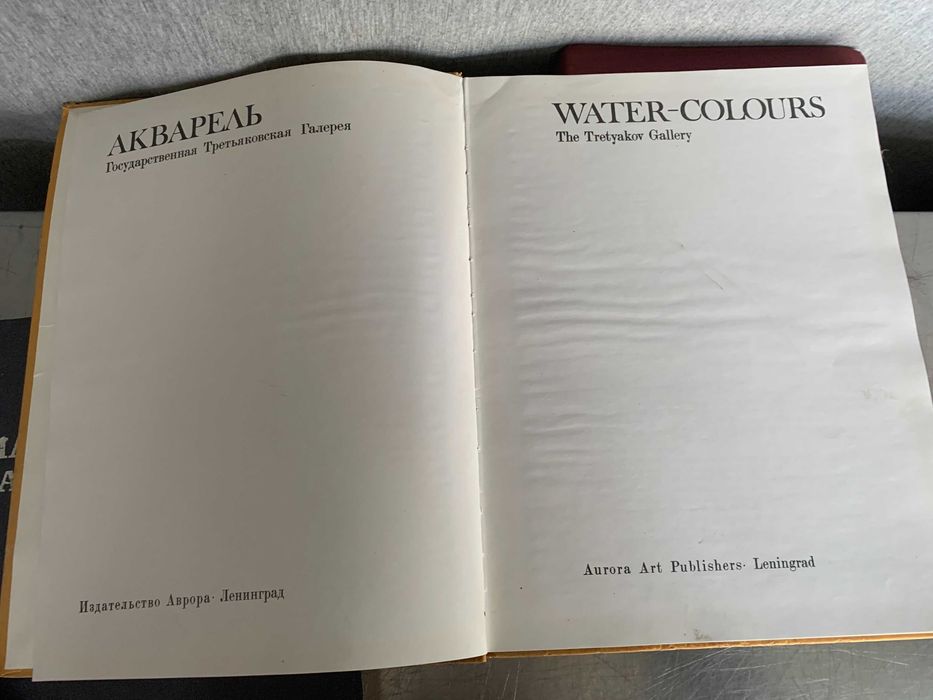 АКВАРЕЛЬ
Государственная Третьяковская Галерея
Издательство Аврора· Ленинград
WATER-COLOURS
The Tretyakov Gallery
Aurora Art Publishers· Leningrad